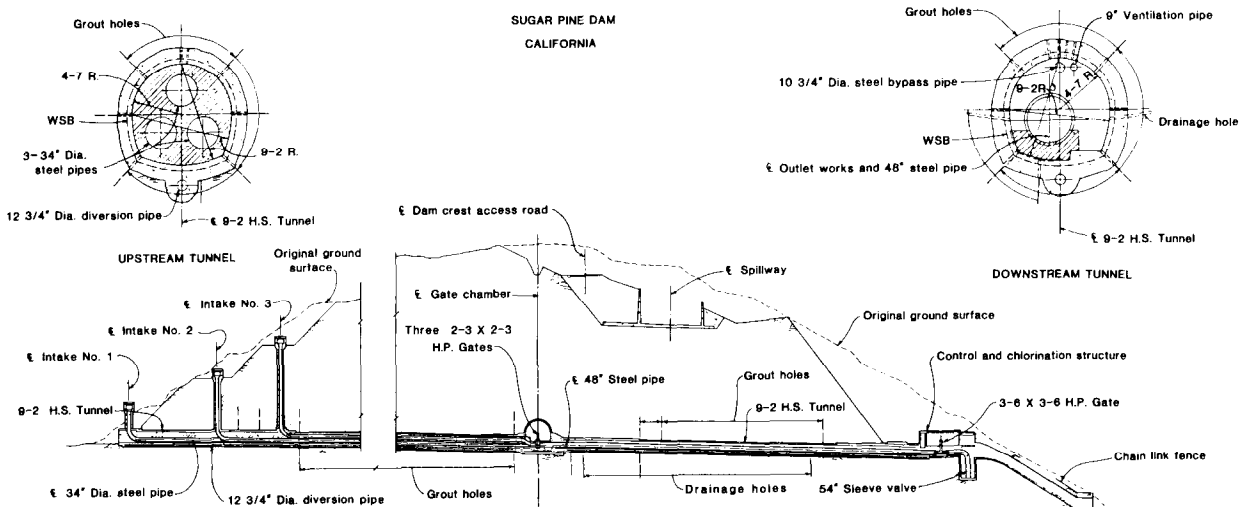 SUGAR PINE DAM
CALIFORNIA
Grout holes
4-7 R.
WSB
3-34" Dia.
steel pipes
9-2 R.
12 3/4" Dia. diversion pipe
℄ 9-2 H.S. Tunnel
UPSTREAM TUNNEL
Grout holes
9" Ventilation pipe
10 3/4" Dia. steel bypass pipe
9-2R.
4-7 R.
Drainage hole
WSB
℄ Outlet works and 48" steel pipe
℄ 9-2 H.S. Tunnel
DOWNSTREAM TUNNEL
Original ground
surface
℄ Dam crest access road
℄ Spillway
℄ Intake No. 3
℄ Gate chamber
℄ Intake No. 2
Three 2-3 X 2-3
H.P. Gates
Original ground surface
℄ Intake No. 1
Control and chlorination structure
℄ 48" Steel pipe
Grout holes
9-2 H.S. Tunnel
9-2 H.S. Tunnel
3-6 X 3-6 H.P. Gate
Chain link fence
℄ 34" Dia. steel pipe
12 3/4" Dia. diversion pipe
Grout holes
Drainage holes
54" Sleeve valve